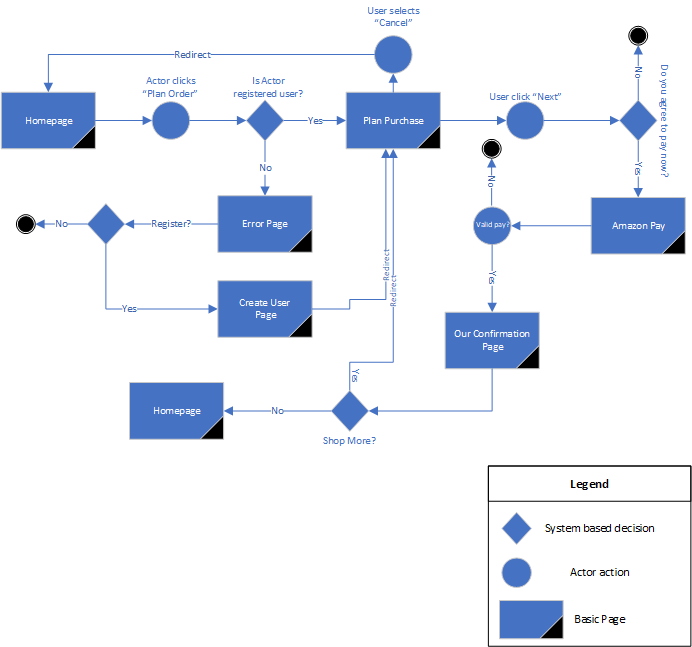 User selects
“Cancel”
Redirect
Actor clicks
“Plan Order”
Is Actor
registered user?
Homepage
Yes
Plan Purchase
User click “Next”
No
Do you agree to pay now?
Yes
No
No
Register?
Error Page
No
Valid pay?
Amazon Pay
Yes
Redirect
Redirect
Yes
Create User
Page
Our Confirmation
Page
Yes
Homepage
No
Shop More?
Legend
System based decision
Actor action
Basic Page